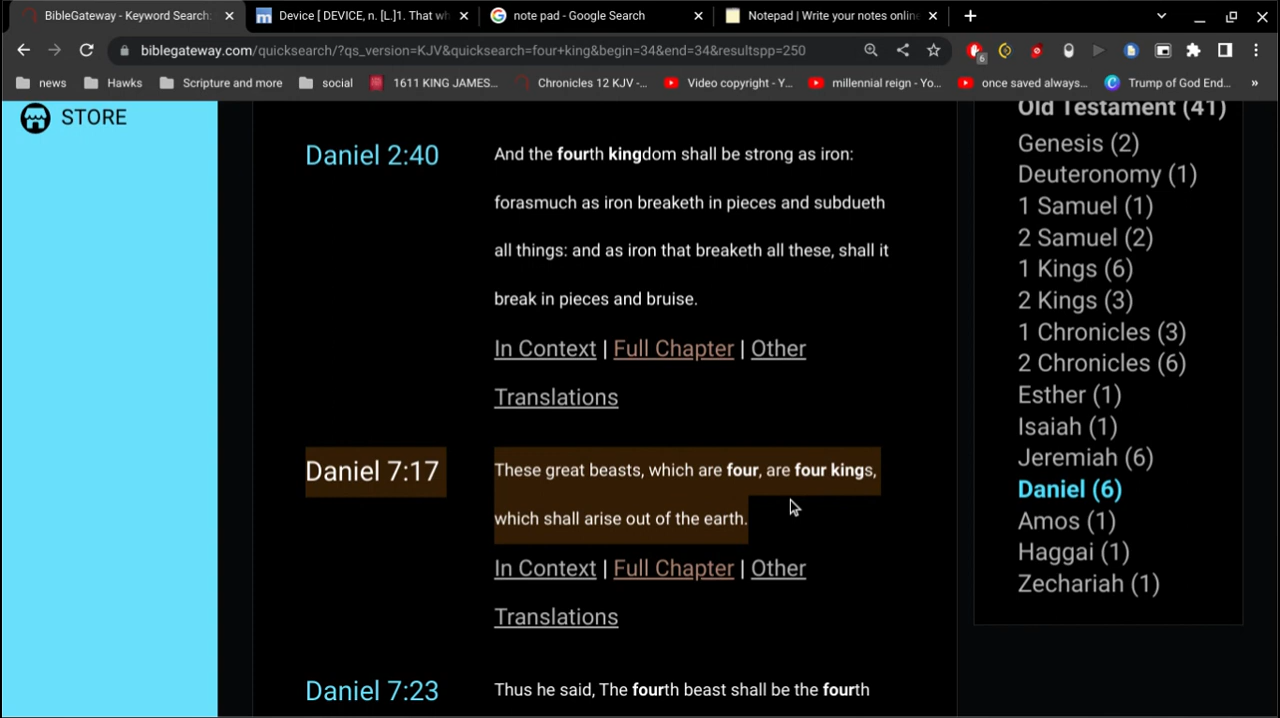 BibleGateway - Keyword Search:
Device [ DEVICE, n. [L.]1. That wh
note pad - Google Search
Notepad | Write your notes online
biblegateway.com/quicksearch/?qs_version=KJV&quicksearch=four+king&begin=34&end=34&resultspp=250
6
news
Hawks
Scripture and more
social
1611 KING JAMES...
Chronicles 12 KJV -...
Video copyright - Y...
millennial reign - Yo...
once saved always...
Trump of God End...
»
STORE
Daniel 2:40
And the fourth kingdom shall be strong as iron:
forasmuch as iron breaketh in pieces and subdueth
all things: and as iron that breaketh all these, shall it
break in pieces and bruise.
In Context | Full Chapter | Other
Translations
Daniel 7:17
These great beasts, which are four, are four kings,
which shall arise out of the earth.
In Context | Full Chapter | Other
Translations
Daniel 7:23
Thus he said, The fourth beast shall be the fourth
Old Testament (41)
Genesis (2)
Deuteronomy (1)
1 Samuel (1)
2 Samuel (2)
1 Kings (6)
2 Kings (3)
1 Chronicles (3)
2 Chronicles (6)
Esther (1)
Isaiah (1)
Jeremiah (6)
Daniel (6)
Amos (1)
Haggai (1)
Zechariah (1)